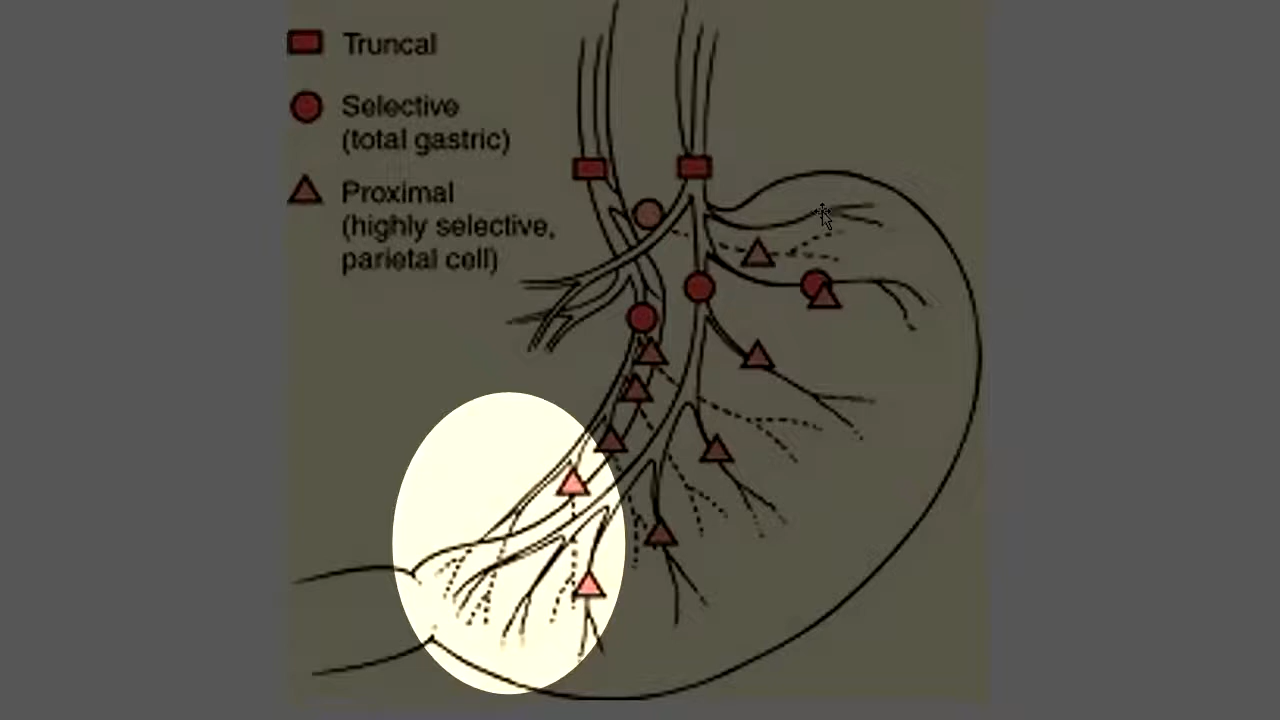 Truncal
Selective
(total gastric)
Proximal
(highly selective,
parietal cell)